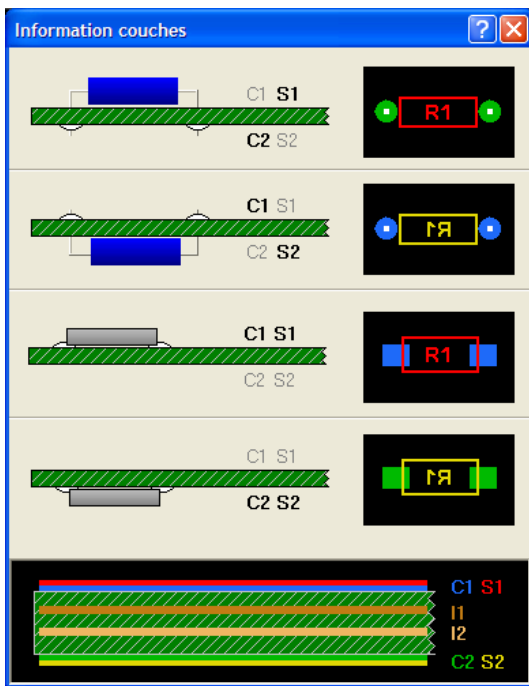 Information couches
C1 S1
C2 S2
R1
C1 S1
C2 S2
R1
C1 S1
C2 S2
R1
C1 S1
C2 S2
R1
C1 S1
I1
I2
C2 S2